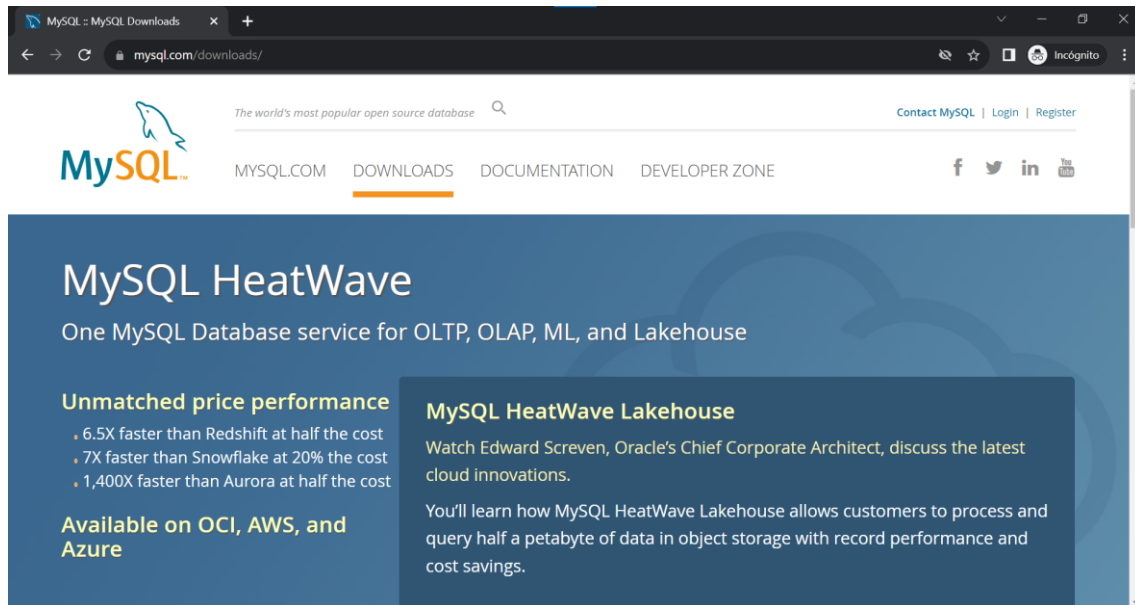 MySQL :: MySQL Downloads
mysql.com/downloads/
Incógnito
The world's most popular open source database
Contact MySQL | Login | Register
MySQL™
MYSQL.COM DOWNLOADS DOCUMENTATION DEVELOPER ZONE
f in You Tube
MySQL HeatWave
One MySQL Database service for OLTP, OLAP, ML, and Lakehouse
Unmatched price performance
6.5X faster than Redshift at half the cost
7X faster than Snowflake at 20% the cost
1,400X faster than Aurora at half the cost
Available on OCI, AWS, and
Azure
MySQL HeatWave Lakehouse
Watch Edward Screven, Oracle's Chief Corporate Architect, discuss the latest
cloud innovations.
You'll learn how MySQL HeatWave Lakehouse allows customers to process and
query half a petabyte of data in object storage with record performance and
cost savings.